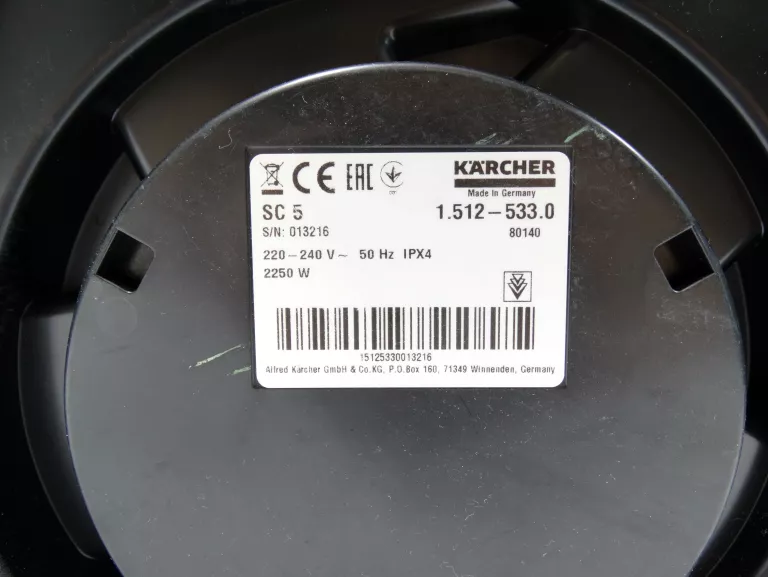 CE EAC
KÄRCHER
Made in Germany
SC 5 1.512-533.0
S/N: 013216 80140
220-240 V~ 50 Hz IPX4
2250 W
15125330013216
Alfred Kärcher GmbH & Co.KG. P.O.Box 160, 71349 Winnenden, Germany